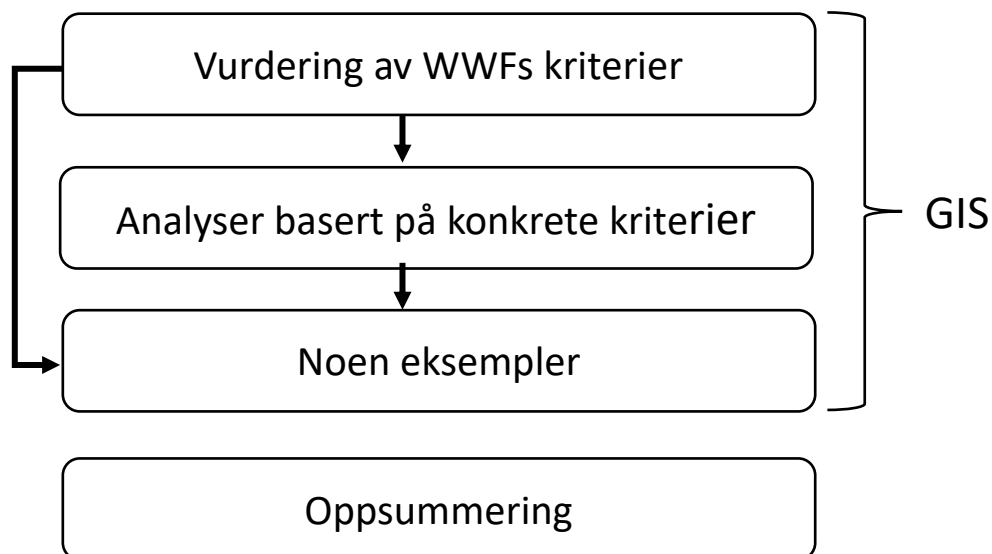 Vurdering av WWFs kriterier
Analyser basert på konkrete kriterier
GIS
Noen eksempler
Oppsummering